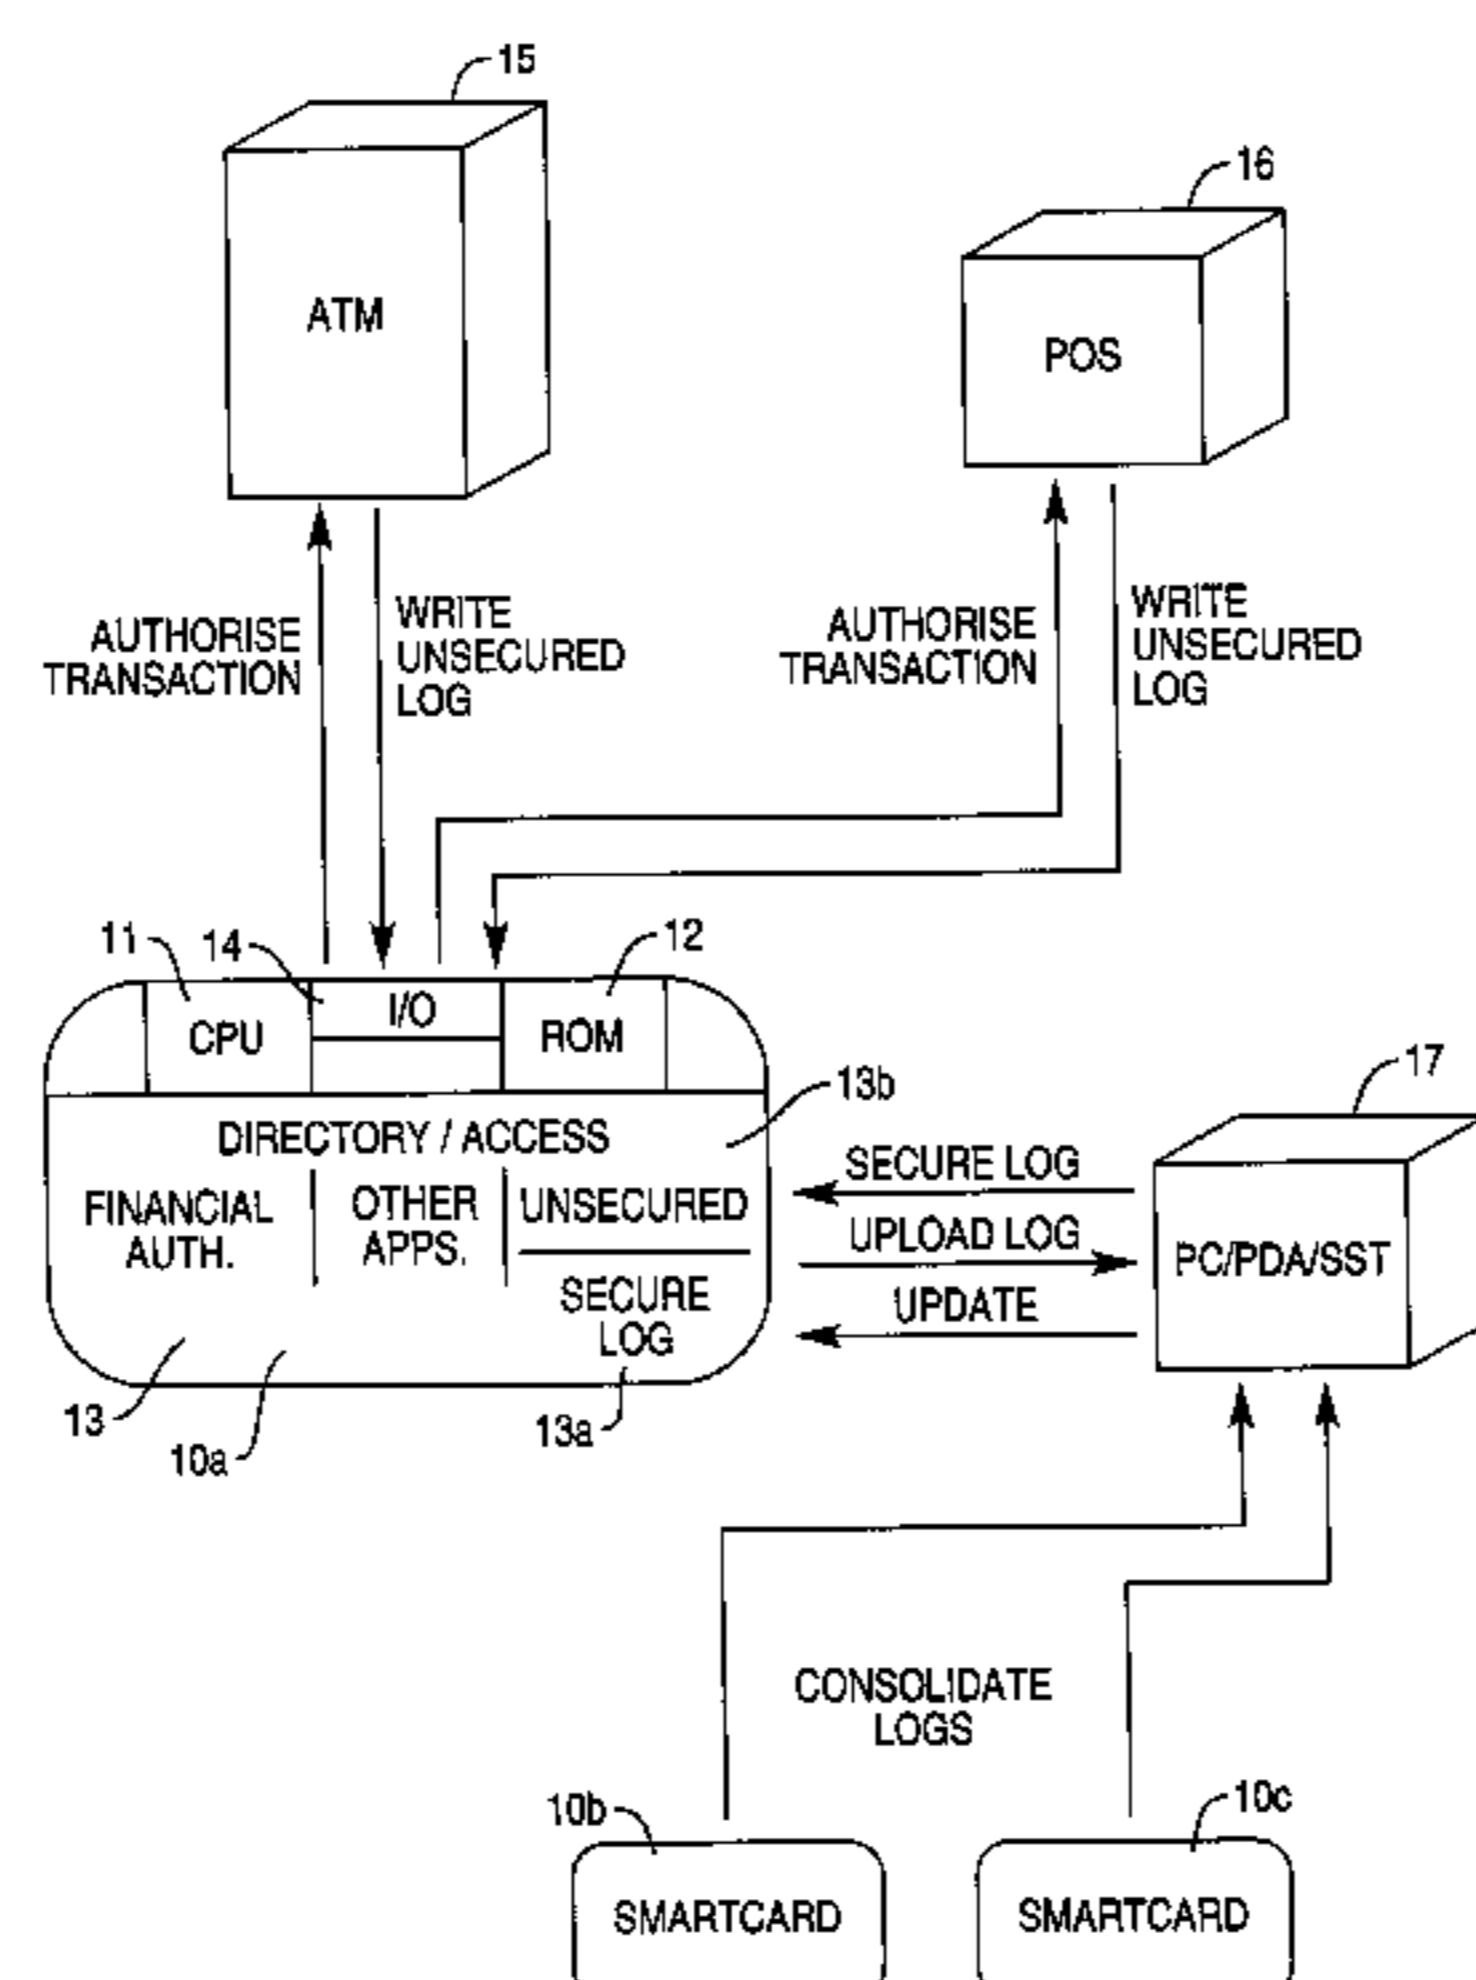 15
16
ATM
POS
AUTHORISE
TRANSACTION
WRITE
UNSECURED
LOG
AUTHORISE
TRANSACTION
WRITE
UNSECURED
LOG
11
14
12
I/O
CPU
ROM
13b
17
DIRECTORY / ACCESS
FINANCIAL
AUTH.
OTHER
APPS.
UNSECURED
SECURE
LOG
SECURE LOG
UPLOAD LOG
UPDATE
PC/PDA/SST
13
10a
13a
CONSOLIDATE
LOGS
10b
10c
SMARTCARD
SMARTCARD